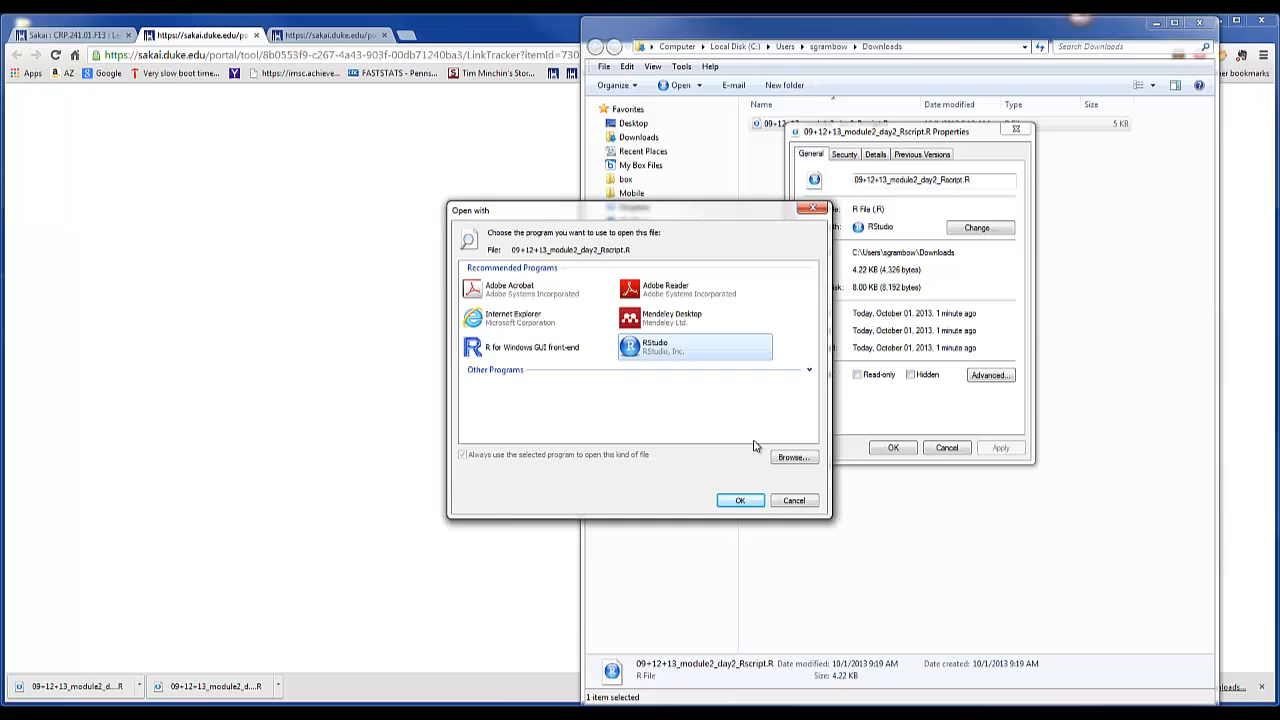 Sakai : CRP 241.01.F13 : L
https://sakai.duke.edu/po
https://sakai.duke.edu/pu
https://sakai.duke.edu/portal/tool/8b0553f9-c267-4a43-903f-00db71240ba3/LinkTracker?itemId=730
Apps
AZ
Google
Very slow boot time...
https://imsc.achieve...
FASTSTATS - Penns...
Tim Minchin's Stor...
er bookmarks
Computer
Local Disk (C:)
Users
sgrambow
Downloads
Search Downloads
File
Edit
View
Tools
Help
Organize
Open
E-mail
New folder
Favorites
Desktop
Downloads
Recent Places
My Box Files
box
Mobile
Name
Date modified
Type
Size
5 KB
09+12+13_module2_day2_Rscript.R Properties
General
Security
Details
Previous Versions
09+12+13_module2_day2_Rscript.R
R File (.R)
RStudio
Change...
C:\Users\sgrambow\Downloads
4.22 KB (4,326 bytes)
8.00 KB (8,192 bytes)
Today, October 01, 2013, 1 minute ago
Today, October 01, 2013, 1 minute ago
Today, October 01, 2013, 1 minute ago
Read-only
Hidden
Advanced...
OK
Cancel
Apply
Open with
Choose the program you want to use to open this file:
File: 09+12+13_module2_day2_Rscript.R
Recommended Programs
Adobe Acrobat
Adobe Systems Incorporated
Adobe Reader
Adobe Systems Incorporated
Internet Explorer
Microsoft Corporation
Mendeley Desktop
Mendeley Ltd.
R for Windows GUI front-end
RStudio
RStudio, Inc.
Other Programs
Always use the selected program to open this kind of file
Browse...
OK
Cancel
09+12+13_module2_day2_Rscript.R Date modified: 10/1/2013 9:19 AM Date created: 10/1/2013 9:19 AM
R File Size: 4.22 KB
1 item selected
09+12+13_module2_d....R
09+12+13_module2_d....R